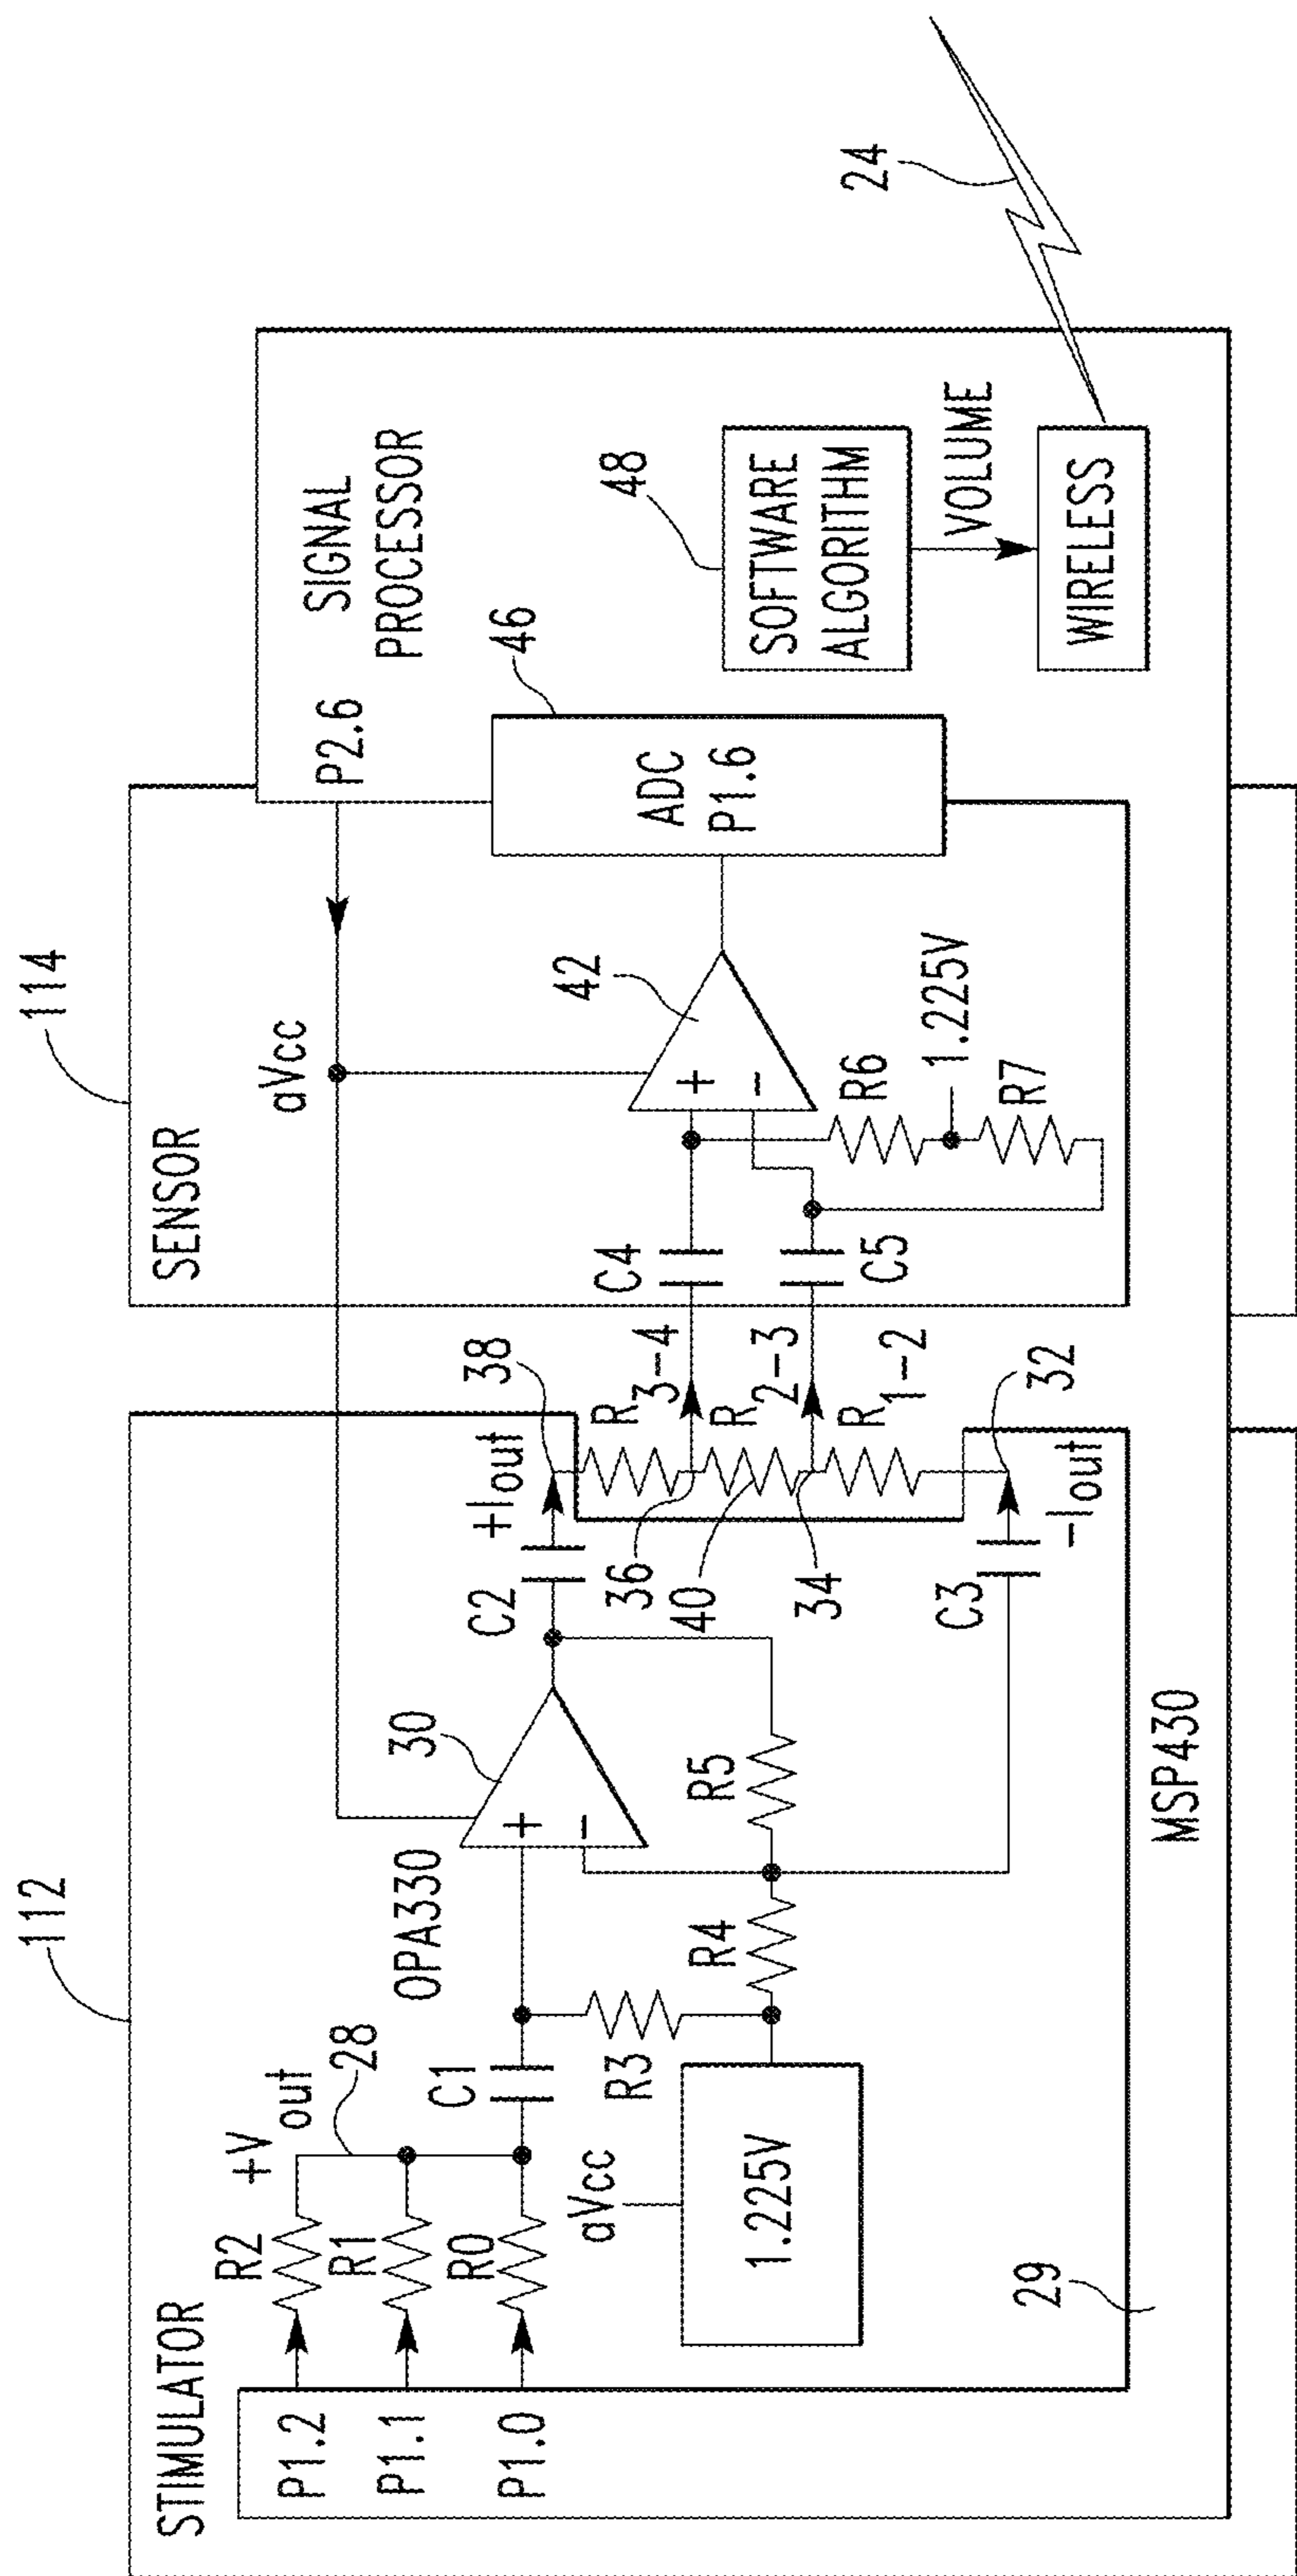 112
114
STIMULATOR
SENSOR
P1.2
P1.1
P1.0
R2
R1
R0
+Vout
28
C1
OPA330
30
+
−
R3
R4
R5
aVcc
1.225V
29
C2
+Iout
38
36
40
34
C3
−Iout
32
R3−4
R2−3
R1−2
MSP430
aVcc
C4
C5
42
+
−
R6
1.225V
R7
P2.6
SIGNAL
PROCESSOR
46
ADC
P1.6
48
SOFTWARE
ALGORITHM
VOLUME
WIRELESS
24